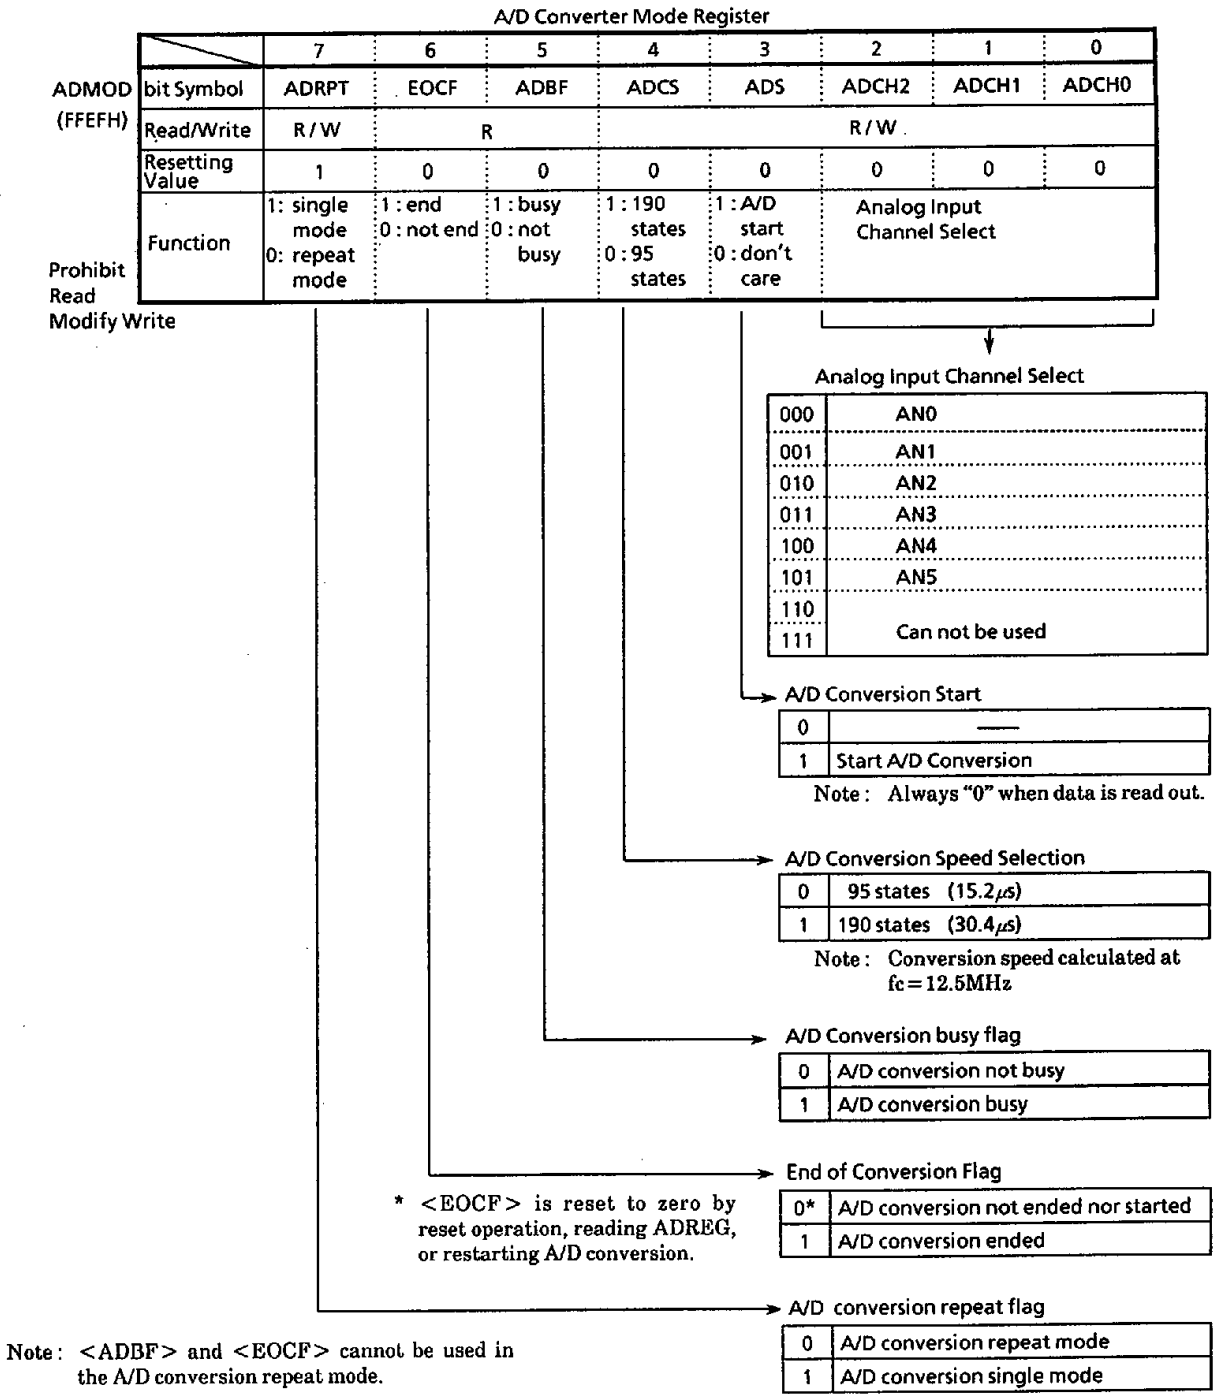 A/D Converter Mode Register
7 6 5 4 3 2 1 0
ADMOD (FFEFH)
bit Symbol ADRPT EOCF ADBF ADCS ADS ADCH2 ADCH1 ADCH0
Read/Write R/W R R/W
Resetting Value 1 0 0 0 0 0 0 0
Function
1: single mode
0: repeat mode
1: end
0: not end
1: busy
0: not busy
1: 190 states
0: 95 states
1: A/D start
0: don't care
Analog Input
Channel Select
Prohibit
Read
Modify Write
Analog Input Channel Select
000 AN0
001 AN1
010 AN2
011 AN3
100 AN4
101 AN5
110
111
Can not be used
A/D Conversion Start
0 —
1 Start A/D Conversion
Note: Always “0” when data is read out.
A/D Conversion Speed Selection
0 95 states (15.2μs)
1 190 states (30.4μs)
Note: Conversion speed calculated at
fc=12.5MHz
A/D Conversion busy flag
0 A/D conversion not busy
1 A/D conversion busy
End of Conversion Flag
0* A/D conversion not ended nor started
1 A/D conversion ended
* <EOCF> is reset to zero by
reset operation, reading ADREG,
or restarting A/D conversion.
A/D conversion repeat flag
0 A/D conversion repeat mode
1 A/D conversion single mode
Note: <ADBF> and <EOCF> cannot be used in
the A/D conversion repeat mode.